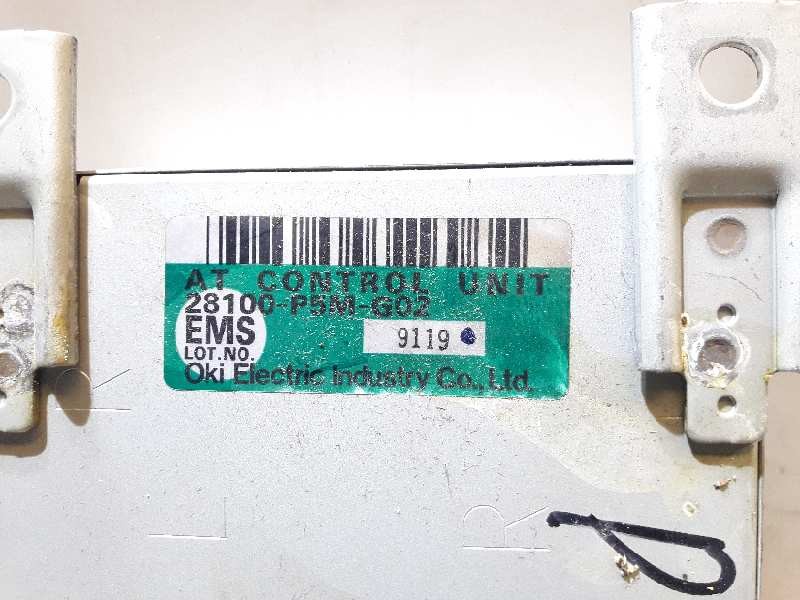 AT CONTROL UNIT
28100-P5M-G02
EMS
9119
LOT.NO.
Oki Electric Industry Co., Ltd.
R
L
R